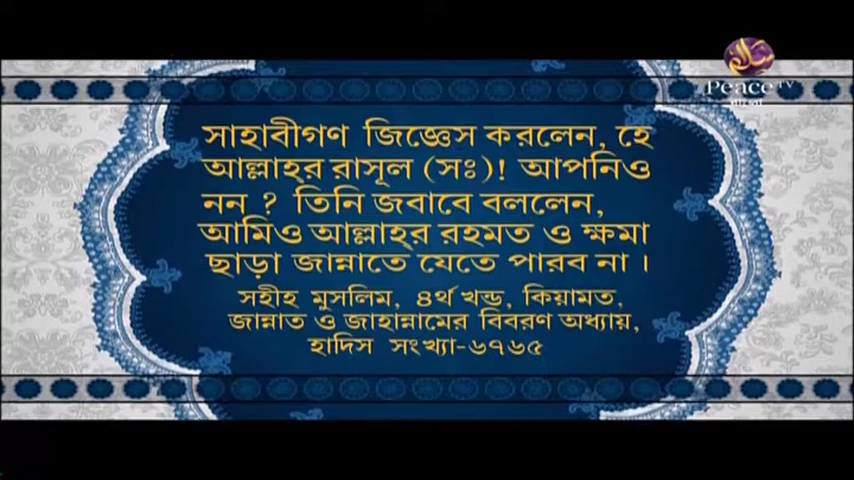 سلام
Peace TV
বাংলা
সাহাবীগণ জিজ্ঞেস করলেন, হে
আল্লাহর রাসূল (সঃ)! আপনিও
নন ? তিনি জবাবে বললেন,
আমিও আল্লাহ্‌র রহমত ও ক্ষমা
ছাড়া জান্নাতে যেতে পারব না ।
সহীহ মুসলিম, ৪র্থ খন্ড, কিয়ামত,
জান্নাত ও জাহান্নামের বিবরণ অধ্যায়,
হাদিস সংখ্যা-৬৭৬৫